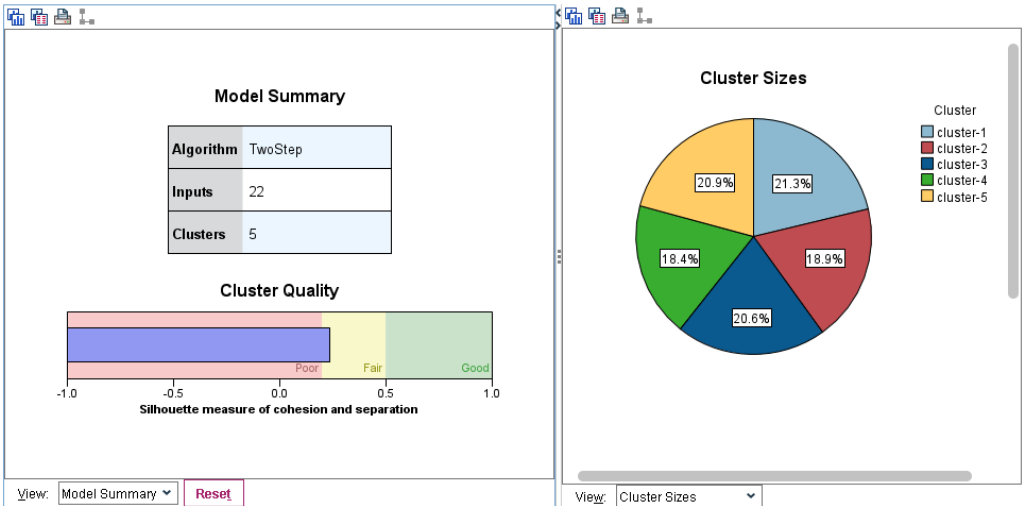 Model Summary
Algorithm TwoStep
Inputs 22
Clusters 5
Cluster Quality
Poor Fair Good
-1.0 -0.5 0.0 0.5 1.0
Silhouette measure of cohesion and separation
View: Model Summary Reset
Cluster Sizes
Cluster
cluster-1
cluster-2
cluster-3
cluster-4
cluster-5
20.9% 21.3%
18.4% 18.9%
20.6%
View: Cluster Sizes